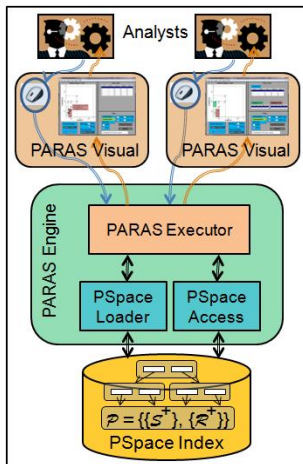 Analysts
PARAS Visual
PARAS Visual
PARAS Engine
PARAS Executor
PSpace
Loader
PSpace
Access
𝒫 = {{𝒮⁺}, {ℛ⁺}}
PSpace Index